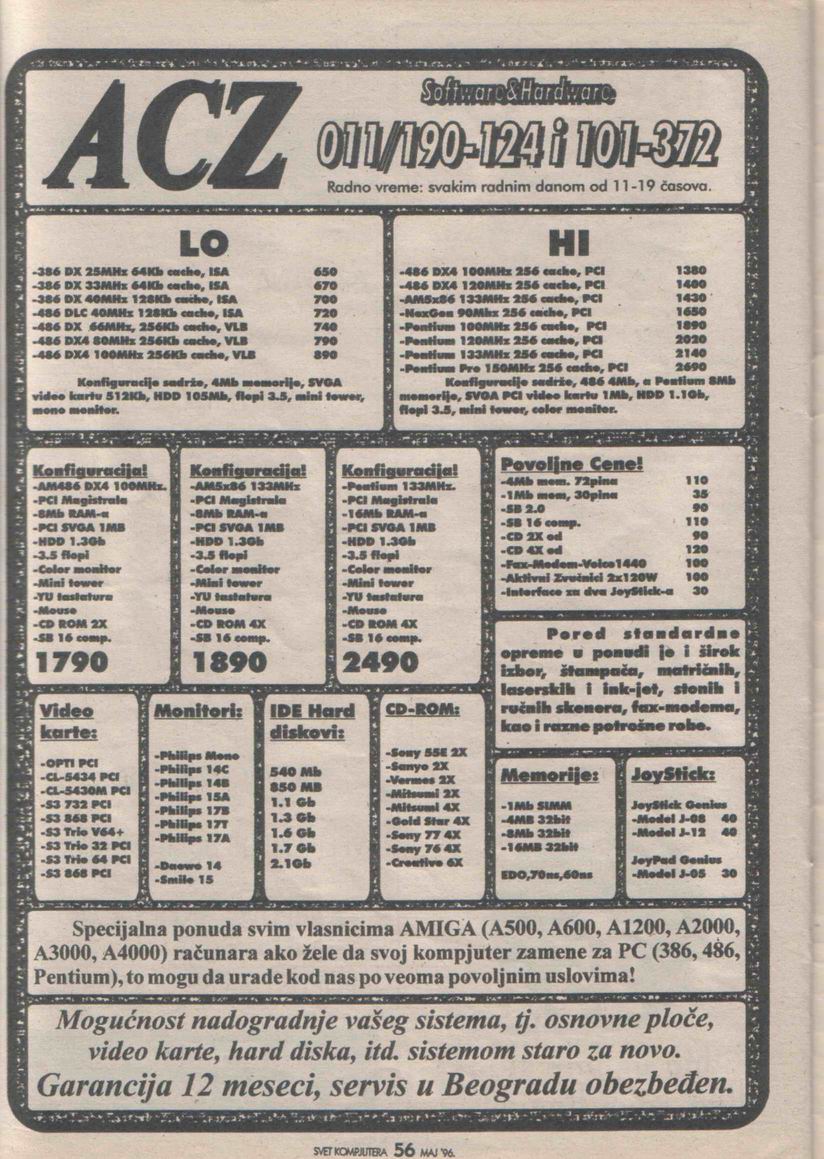 ACZ
Software&Hardware
011/190-124 i 101-372
Radno vreme: svakim radnim danom od 11-19 časova.
LO
-386 DX 25MHz 64Kb cache, ISA 650
-386 DX 33MHz 64Kb cache, ISA 670
-386 DX 40MHz 128Kb cache, ISA 700
-486 DLC 40MHz 128Kb cache, ISA 720
-486 DX 66MHz, 256Kb cache, VLB 740
-486 DX4 80MHz 256Kb cache, VLB 790
-486 DX4 100MHz 256Kb cache, VLB 890
Konfiguracije sadrže, 4Mb memorije, SVGA
video kartu 512Kb, HDD 105Mb, flopi 3.5, mini tower,
mono monitor.
HI
-486 DX4 100MHz 256 cache, PCI 1380
-486 DX4 120MHz 256 cache, PCI 1400
-AM5x86 133MHz 256 cache, PCI 1430
-NexGen 90Mhz 256 cache, PCI 1650
-Pentium 100MHz 256 cache, PCI 1890
-Pentium 120MHz 256 cache, PCI 2020
-Pentium 133MHz 256 cache, PCI 2140
-Pentium Pro 150MHz 256 cache, PCI 2690
Konfiguracije sadrže, 486 4Mb, a Pentium 8Mb
memorije, SVGA PCI video kartu 1Mb, HDD 1.1Gb,
flopi 3.5, mini tower, color monitor.
Konfiguracija!
-AM486 DX4 100MHz.
-PCI Magistrala
-8Mb RAM-a
-PCI SVGA 1MB
-HDD 1.3Gb
-3.5 flopi
-Color monitor
-Mini tower
-YU tastatura
-Mouse
-CD ROM 2X
-SB 16 comp.
1790
Konfiguracija!
-AM5x86 133MHz
-PCI Magistrala
-8Mb RAM-a
-PCI SVGA 1MB
-HDD 1.3Gb
-3.5 flopi
-Color monitor
-Mini tower
-YU tastatura
-Mouse
-CD ROM 4X
-SB 16 comp.
1890
Konfiguracija!
-Pentium 133MHz.
-PCI Magistrala
-16Mb RAM-a
-PCI SVGA 1MB
-HDD 1.3Gb
-3.5 flopi
-Color monitor
-Mini tower
-YU tastatura
-Mouse
-CD ROM 4X
-SB 16 comp.
2490
Povoljne Cene!
-4Mb mem. 72pina 110
-1Mb mem, 30pina 35
-SB 2.0 90
-SB 16 comp. 110
-CD 2X od 90
-CD 4X od 120
-Fax-Modem-Voice1440 100
-Aktivni Zvučnici 2x120W 100
-Interface za dva JoyStick-a 30
Pored standardne
opreme u ponudi je i širok
izbor, štampača, matričnih,
laserskih i ink-jet, stonih i
ručnih skenera, fax-modema,
kao i razne potrošne robe.
Video
karte:
-OPTI PCI
-CL-5434 PCI
-CL-5430M PCI
-S3 732 PCI
-S3 868 PCI
-S3 Trio V64+
-S3 Trio 32 PCI
-S3 Trio 64 PCI
-S3 868 PCI
Monitori:
-Philips Mono
-Philips 14C
-Philips 14B
-Philips 15A
-Philips 17B
-Philips 17T
-Philips 17A
-Daewo 14
-Smile 15
IDE Hard
diskovi:
540 Mb
850 MB
1.1 Gb
1.3 Gb
1.6 Gb
1.7 Gb
2.1Gb
CD-ROM:
-Sony 55E 2X
-Sanyo 2X
-Vermes 2X
-Mitsumi 2X
-Mitsumi 4X
-Gold Star 4X
-Sony 77 4X
-Sony 76 4X
-Creative 6X
Memorije:
-1Mb SIMM
-4MB 32bit
-8Mb 32bit
-16MB 32bit
EDO,70ns,60ns
JoyStick:
JoyStick Genius
-Model J-08 40
-Model J-12 40
JoyPad Genius
-Model J-05 30
Specijalna ponuda svim vlasnicima AMIGA (A500, A600, A1200, A2000,
A3000, A4000) računara ako žele da svoj kompjuter zamene za PC (386, 486,
Pentium), to mogu da urade kod nas po veoma povoljnim uslovima!
Mogućnost nadogradnje vašeg sistema, tj. osnovne ploče,
video karte, hard diska, itd. sistemom staro za novo.
Garancija 12 meseci, servis u Beogradu obezbeđen.
SVET KOMPJUTERA 56 MAJ '96.